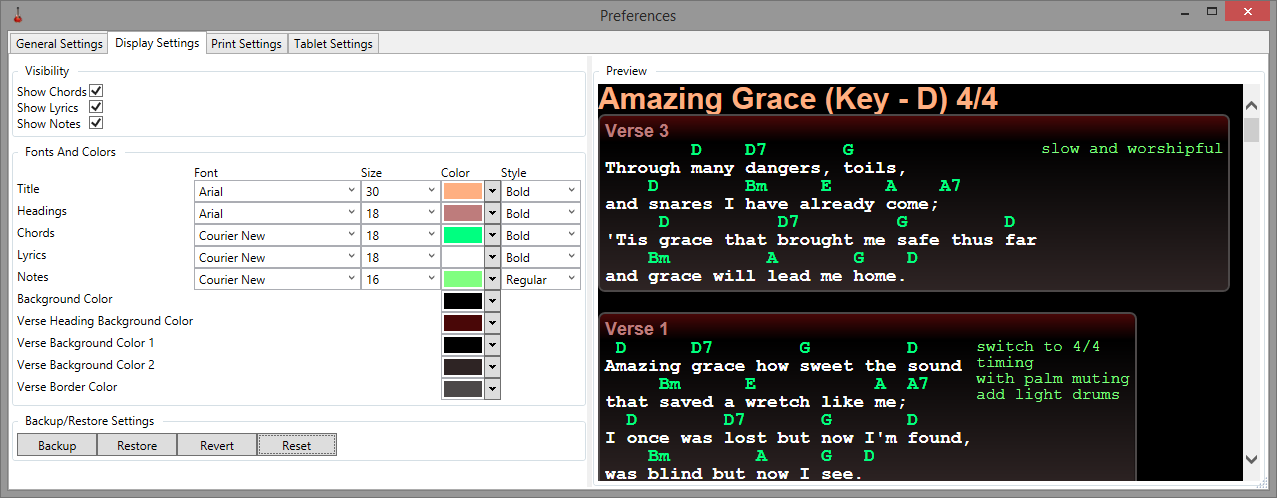 Preferences
General Settings Display Settings Print Settings Tablet Settings
Visibility
Show Chords
Show Lyrics
Show Notes
Fonts And Colors
Font Size Color Style
Title Arial 30 Bold
Headings Arial 18 Bold
Chords Courier New 18 Bold
Lyrics Courier New 18 Bold
Notes Courier New 16 Regular
Background Color
Verse Heading Background Color
Verse Background Color 1
Verse Background Color 2
Verse Border Color
Backup/Restore Settings
Backup Restore Revert Reset
Preview
Amazing Grace (Key - D) 4/4
Verse 3
D D7 G
slow and worshipful
Through many dangers, toils,
D Bm E A A7
and snares I have already come;
D D7 G D
'Tis grace that brought me safe thus far
Bm A G D
and grace will lead me home.
Verse 1
D D7 G D
Amazing grace how sweet the sound
Bm E A A7
that saved a wretch like me;
D D7 G D
I once was lost but now I'm found,
Bm A G D
was blind but now I see.
switch to 4/4
timing
with palm muting
add light drums